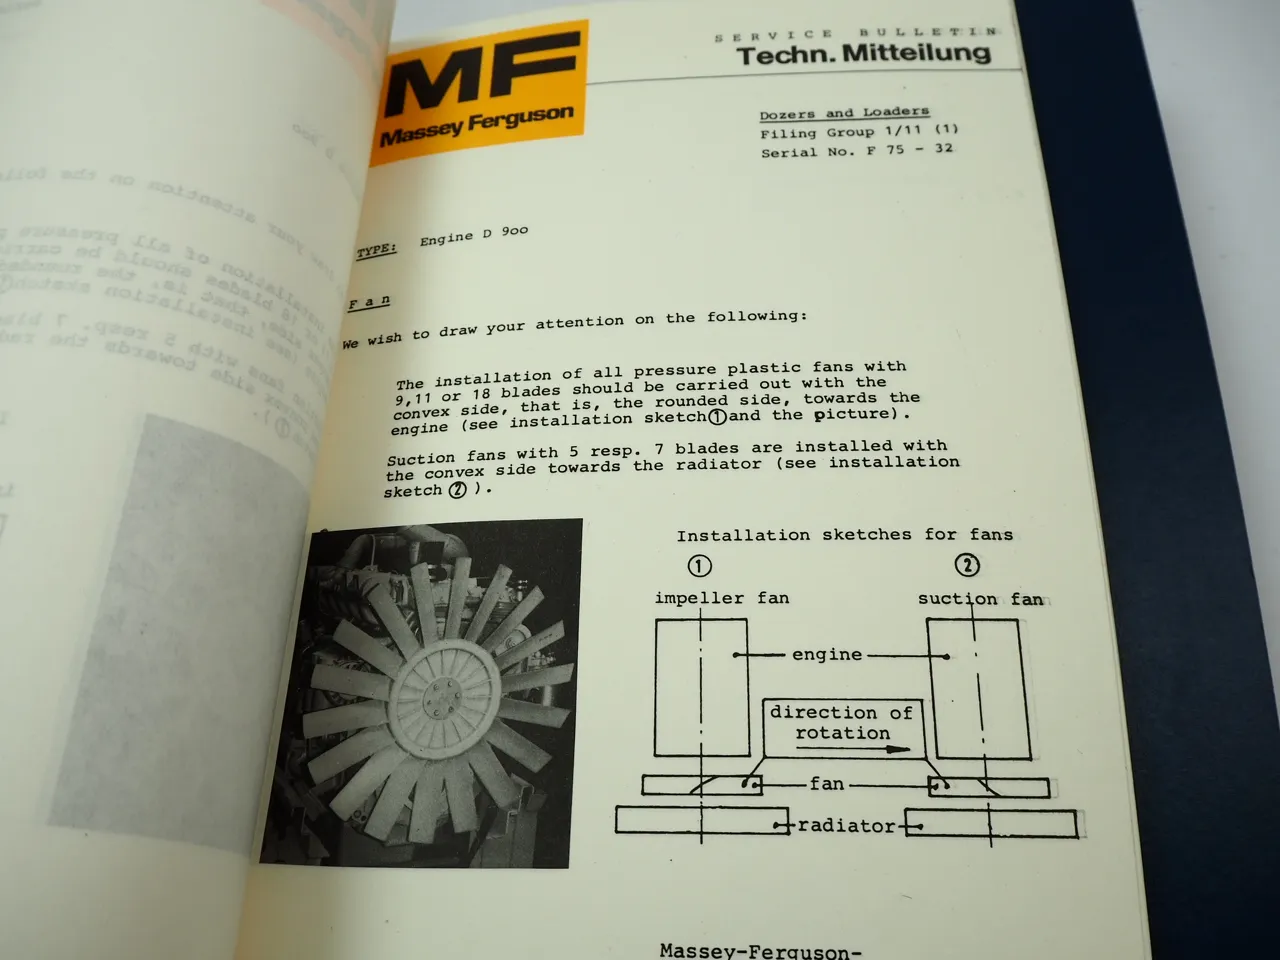 MF
Massey Ferguson
SERVICE BULLETIN
Techn. Mitteilung
Dozers and Loaders
Filing Group 1/11 (1)
Serial No. F 75 - 32
TYPE: Engine D 9oo
Fan
We wish to draw your attention on the following:
The installation of all pressure plastic fans with
9,11 or 18 blades should be carried out with the
convex side, that is, the rounded side, towards the
engine (see installation sketch ① and the picture).
Suction fans with 5 resp. 7 blades are installed with
the convex side towards the radiator (see installation
sketch ② ).
Installation sketches for fans
① ②
impeller fan suction fan
engine
direction of
rotation
fan
radiator
Massey-Ferguson-